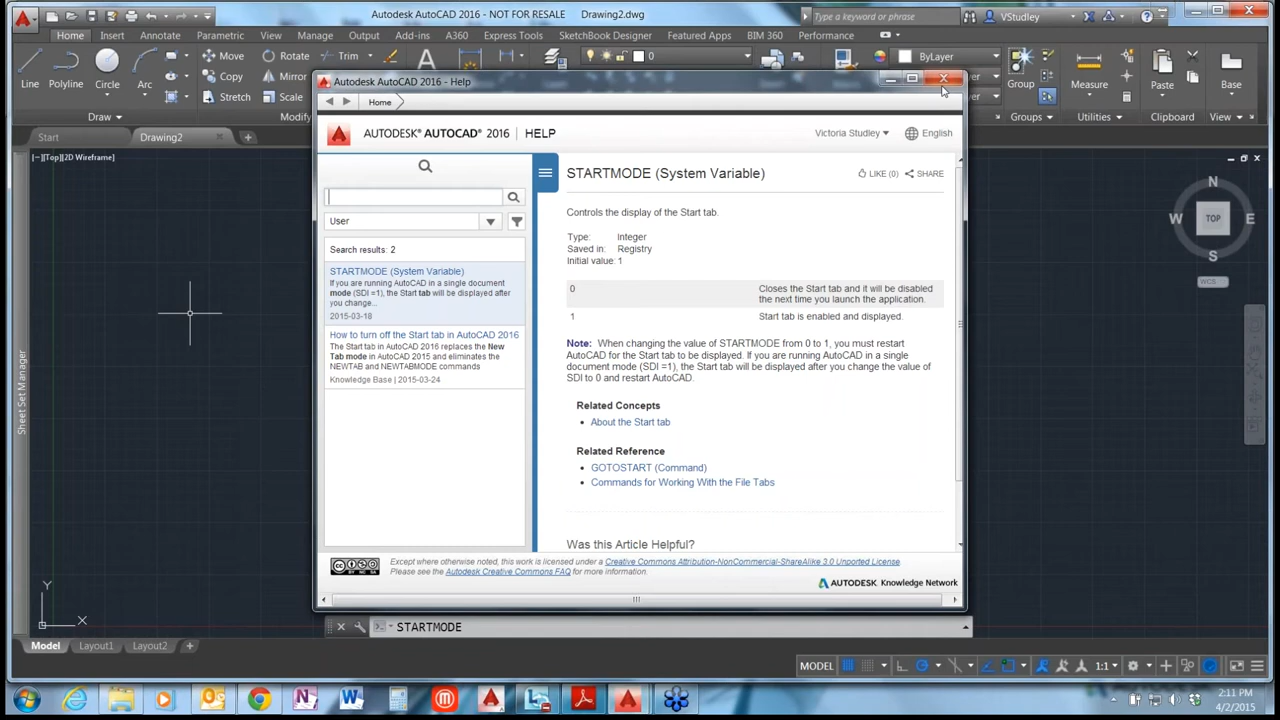 Autodesk AutoCAD 2016 - NOT FOR RESALE Drawing2.dwg
Type a keyword or phrase
VStudley
Home Insert Annotate Parametric View Manage Output Add-ins A360 Express Tools SketchBook Designer Featured Apps BIM 360 Performance
Line Polyline Circle Arc
Move Rotate Trim
Copy Mirror
Stretch Scale
0
ByLayer
Group Measure Paste Base
Draw Modify Groups Utilities Clipboard View
Start Drawing2
[−][Top][2D Wireframe]
Autodesk AutoCAD 2016 - Help
Home
AUTODESK® AUTOCAD® 2016 | HELP
Victoria Studley English
User
Search results: 2
STARTMODE (System Variable)
If you are running AutoCAD in a single document
mode (SDI =1), the Start tab will be displayed after
you change...
2015-03-18
How to turn off the Start tab in AutoCAD 2016
The Start tab in AutoCAD 2016 replaces the New
Tab mode in AutoCAD 2015 and eliminates the
NEWTAB and NEWTABMODE commands
Knowledge Base | 2015-03-24
STARTMODE (System Variable)
LIKE (0) SHARE
Controls the display of the Start tab.
Type: Integer
Saved in: Registry
Initial value: 1
0 Closes the Start tab and it will be disabled
the next time you launch the application.
1 Start tab is enabled and displayed.
Note: When changing the value of STARTMODE from 0 to 1, you must restart
AutoCAD for the Start tab to be displayed. If you are running AutoCAD in a single
document mode (SDI =1), the Start tab will be displayed after you change the value of
SDI to 0 and restart AutoCAD.
Related Concepts
• About the Start tab
Related Reference
• GOTOSTART (Command)
• Commands for Working With the File Tabs
Was this Article Helpful?
Except where otherwise noted, this work is licensed under a Creative Commons Attribution-NonCommercial-ShareAlike 3.0 Unported License.
Please see the Autodesk Creative Commons FAQ for more information.
AUTODESK Knowledge Network
N
W TOP E
S
WCS
Sheet Set Manager
Y
X
STARTMODE
Model Layout1 Layout2
MODEL 1:1
2:11 PM
4/2/2015